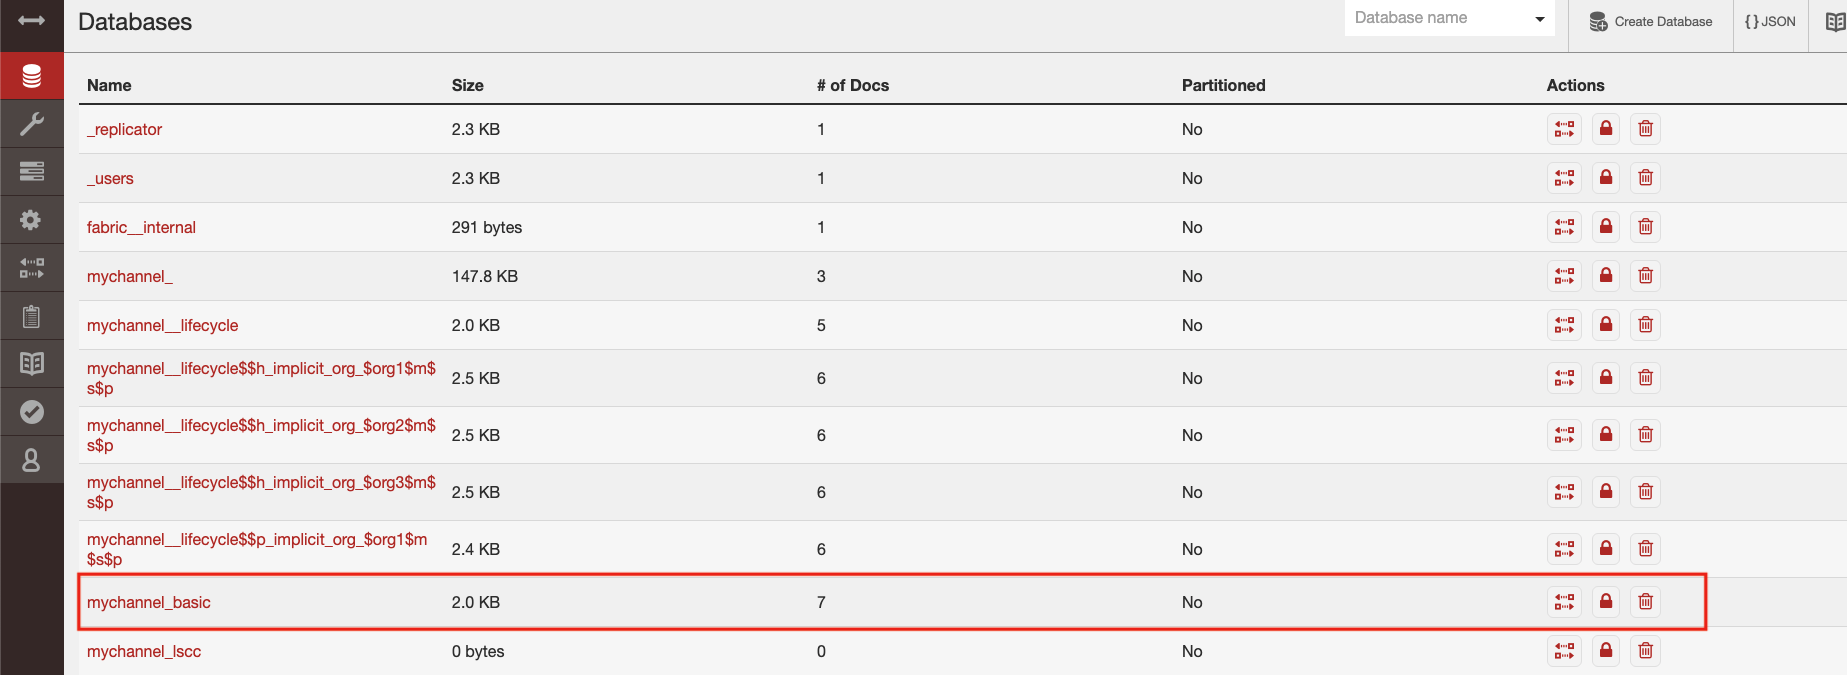 Databases
Database name
Create Database
{} JSON
Name Size # of Docs Partitioned Actions
_replicator 2.3 KB 1 No
_users 2.3 KB 1 No
fabric__internal 291 bytes 1 No
mychannel_ 147.8 KB 3 No
mychannel__lifecycle 2.0 KB 5 No
mychannel__lifecycle$$h_implicit_org_$org1$m$
s$p 2.5 KB 6 No
mychannel__lifecycle$$h_implicit_org_$org2$m$
s$p 2.5 KB 6 No
mychannel__lifecycle$$h_implicit_org_$org3$m$
s$p 2.5 KB 6 No
mychannel__lifecycle$$p_implicit_org_$org1$m
$s$p 2.4 KB 6 No
mychannel_basic 2.0 KB 7 No
mychannel_lscc 0 bytes 0 No